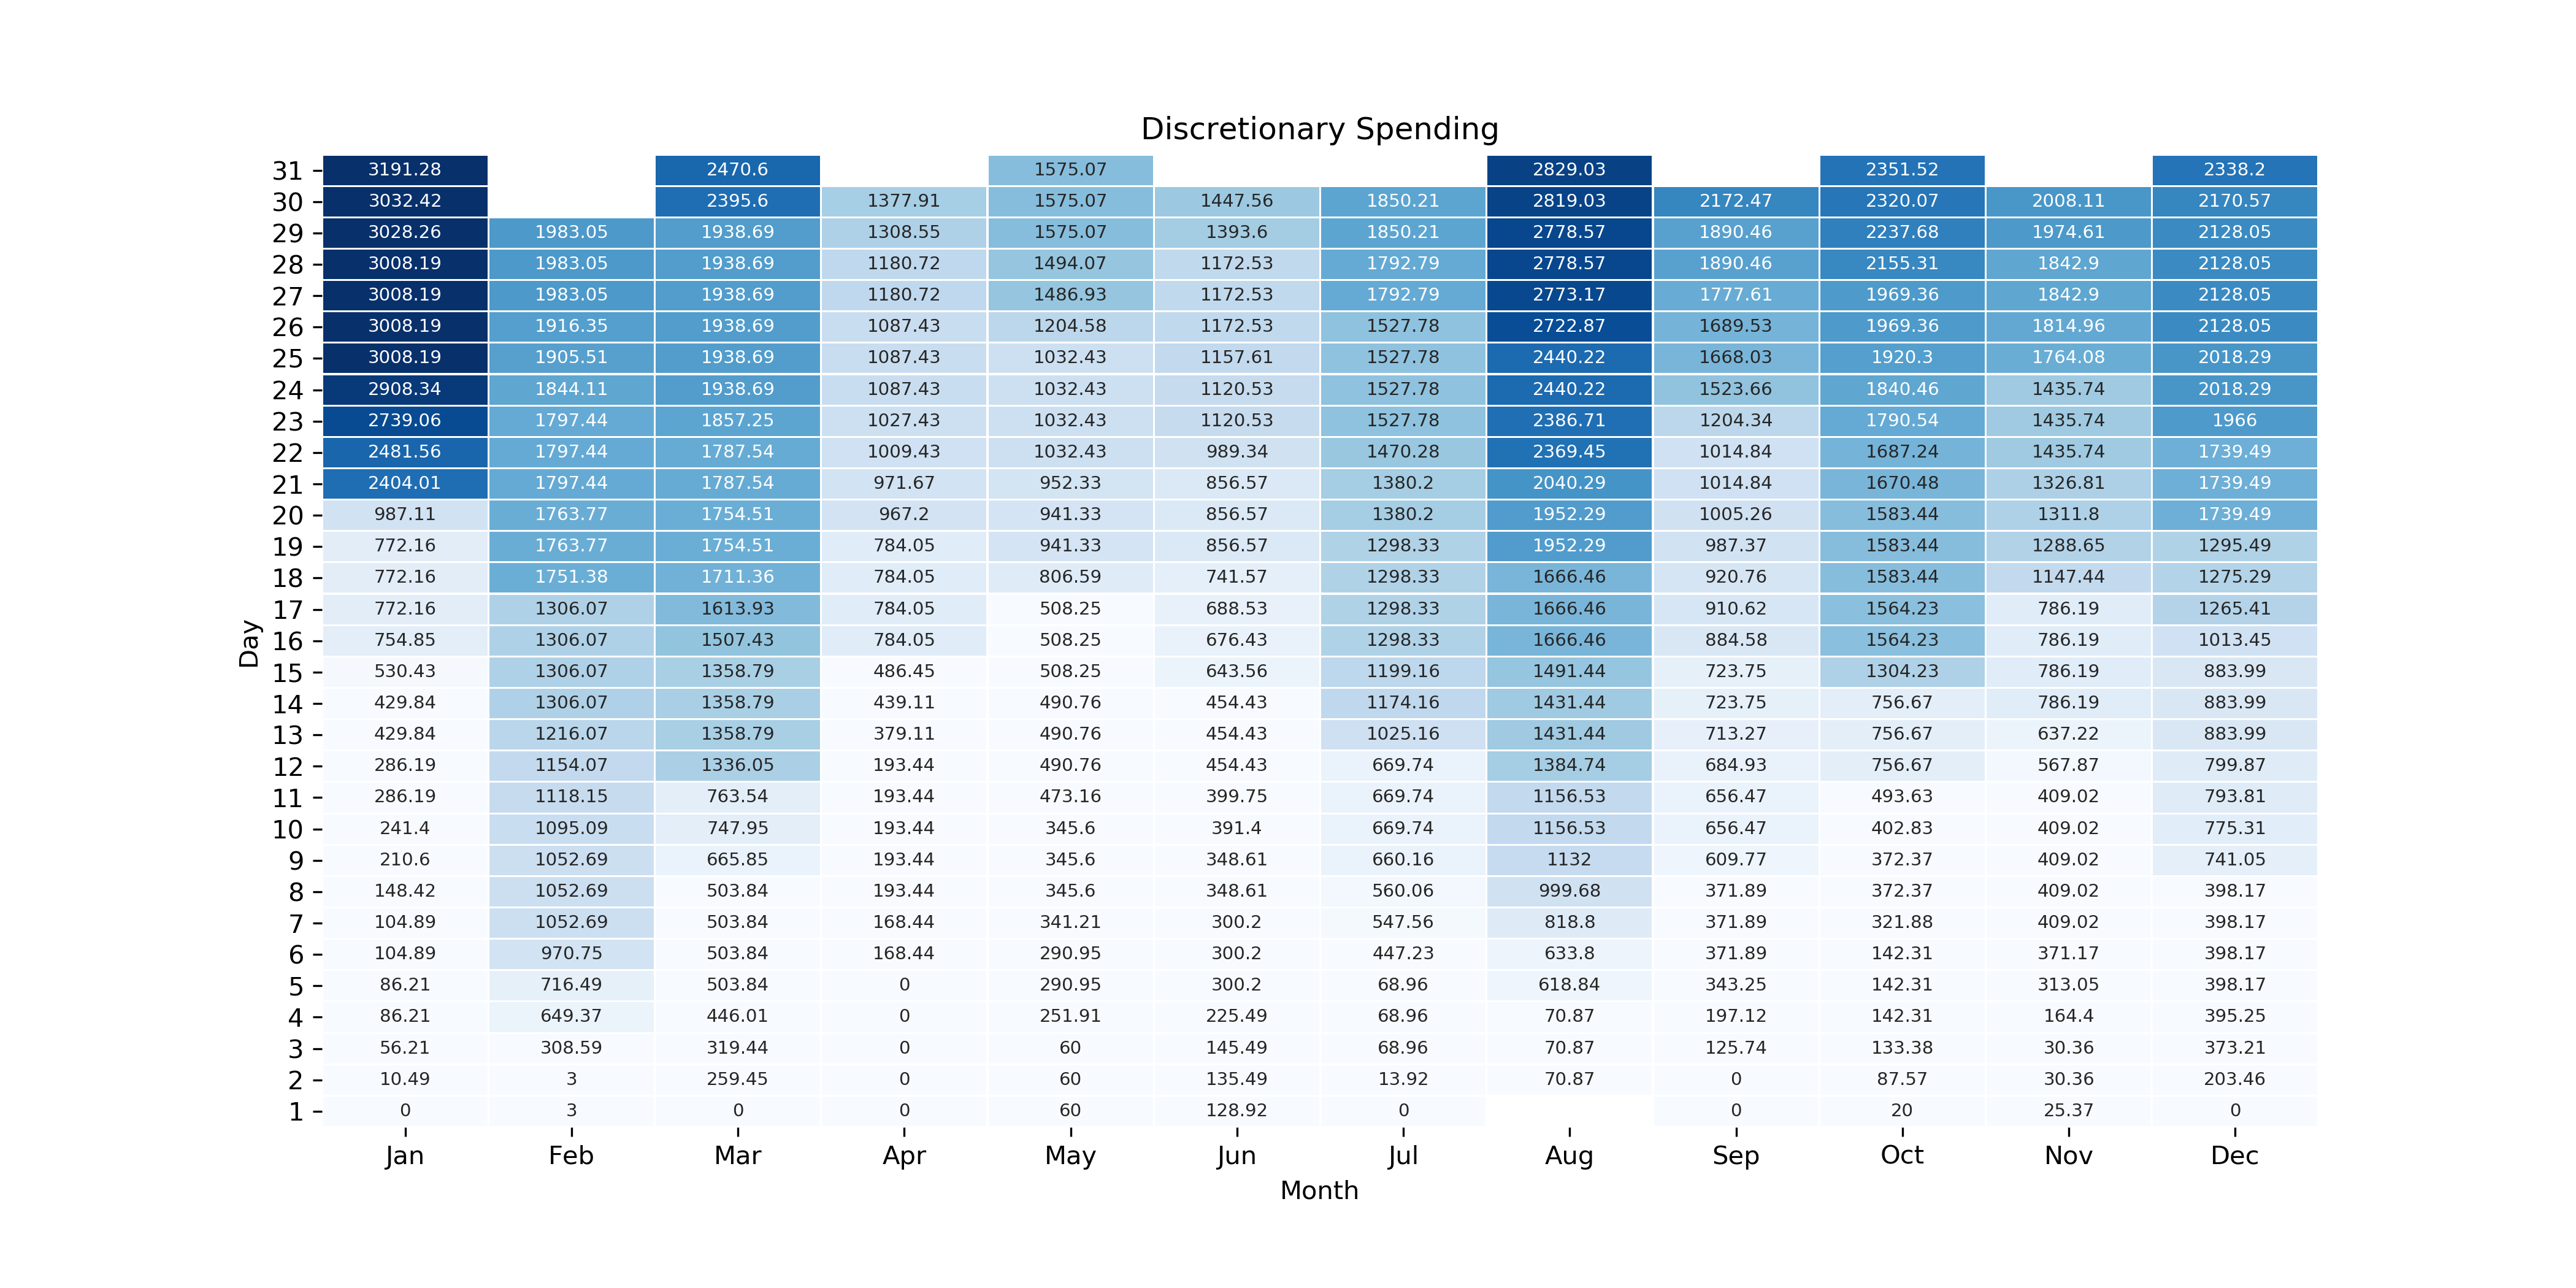 Discretionary Spending
31 3191.28 2470.6 1575.07 2829.03 2351.52 2338.2
30 3032.42 2395.6 1377.91 1575.07 1447.56 1850.21 2819.03 2172.47 2320.07 2008.11 2170.57
29 3028.26 1983.05 1938.69 1308.55 1575.07 1393.6 1850.21 2778.57 1890.46 2237.68 1974.61 2128.05
28 3008.19 1983.05 1938.69 1180.72 1494.07 1172.53 1792.79 2778.57 1890.46 2155.31 1842.9 2128.05
27 3008.19 1983.05 1938.69 1180.72 1486.93 1172.53 1792.79 2773.17 1777.61 1969.36 1842.9 2128.05
26 3008.19 1916.35 1938.69 1087.43 1204.58 1172.53 1527.78 2722.87 1689.53 1969.36 1814.96 2128.05
25 3008.19 1905.51 1938.69 1087.43 1032.43 1157.61 1527.78 2440.22 1668.03 1920.3 1764.08 2018.29
24 2908.34 1844.11 1938.69 1087.43 1032.43 1120.53 1527.78 2440.22 1523.66 1840.46 1435.74 2018.29
23 2739.06 1797.44 1857.25 1027.43 1032.43 1120.53 1527.78 2386.71 1204.34 1790.54 1435.74 1966
22 2481.56 1797.44 1787.54 1009.43 1032.43 989.34 1470.28 2369.45 1014.84 1687.24 1435.74 1739.49
21 2404.01 1797.44 1787.54 971.67 952.33 856.57 1380.2 2040.29 1014.84 1670.48 1326.81 1739.49
20 987.11 1763.77 1754.51 967.2 941.33 856.57 1380.2 1952.29 1005.26 1583.44 1311.8 1739.49
19 772.16 1763.77 1754.51 784.05 941.33 856.57 1298.33 1952.29 987.37 1583.44 1288.65 1295.49
18 772.16 1751.38 1711.36 784.05 806.59 741.57 1298.33 1666.46 920.76 1583.44 1147.44 1275.29
17 772.16 1306.07 1613.93 784.05 508.25 688.53 1298.33 1666.46 910.62 1564.23 786.19 1265.41
16 754.85 1306.07 1507.43 784.05 508.25 676.43 1298.33 1666.46 884.58 1564.23 786.19 1013.45
15 530.43 1306.07 1358.79 486.45 508.25 643.56 1199.16 1491.44 723.75 1304.23 786.19 883.99
14 429.84 1306.07 1358.79 439.11 490.76 454.43 1174.16 1431.44 723.75 756.67 786.19 883.99
13 429.84 1216.07 1358.79 379.11 490.76 454.43 1025.16 1431.44 713.27 756.67 637.22 883.99
12 286.19 1154.07 1336.05 193.44 490.76 454.43 669.74 1384.74 684.93 756.67 567.87 799.87
11 286.19 1118.15 763.54 193.44 473.16 399.75 669.74 1156.53 656.47 493.63 409.02 793.81
10 241.4 1095.09 747.95 193.44 345.6 391.4 669.74 1156.53 656.47 402.83 409.02 775.31
9 210.6 1052.69 665.85 193.44 345.6 348.61 660.16 1132 609.77 372.37 409.02 741.05
8 148.42 1052.69 503.84 193.44 345.6 348.61 560.06 999.68 371.89 372.37 409.02 398.17
7 104.89 1052.69 503.84 168.44 341.21 300.2 547.56 818.8 371.89 321.88 409.02 398.17
6 104.89 970.75 503.84 168.44 290.95 300.2 447.23 633.8 371.89 142.31 371.17 398.17
5 86.21 716.49 503.84 0 290.95 300.2 68.96 618.84 343.25 142.31 313.05 398.17
4 86.21 649.37 446.01 0 251.91 225.49 68.96 70.87 197.12 142.31 164.4 395.25
3 56.21 308.59 319.44 0 60 145.49 68.96 70.87 125.74 133.38 30.36 373.21
2 10.49 3 259.45 0 60 135.49 13.92 70.87 0 87.57 30.36 203.46
1 0 3 0 0 60 128.92 0 0 20 25.37 0
Day
Jan Feb Mar Apr May Jun Jul Aug Sep Oct Nov Dec
Month